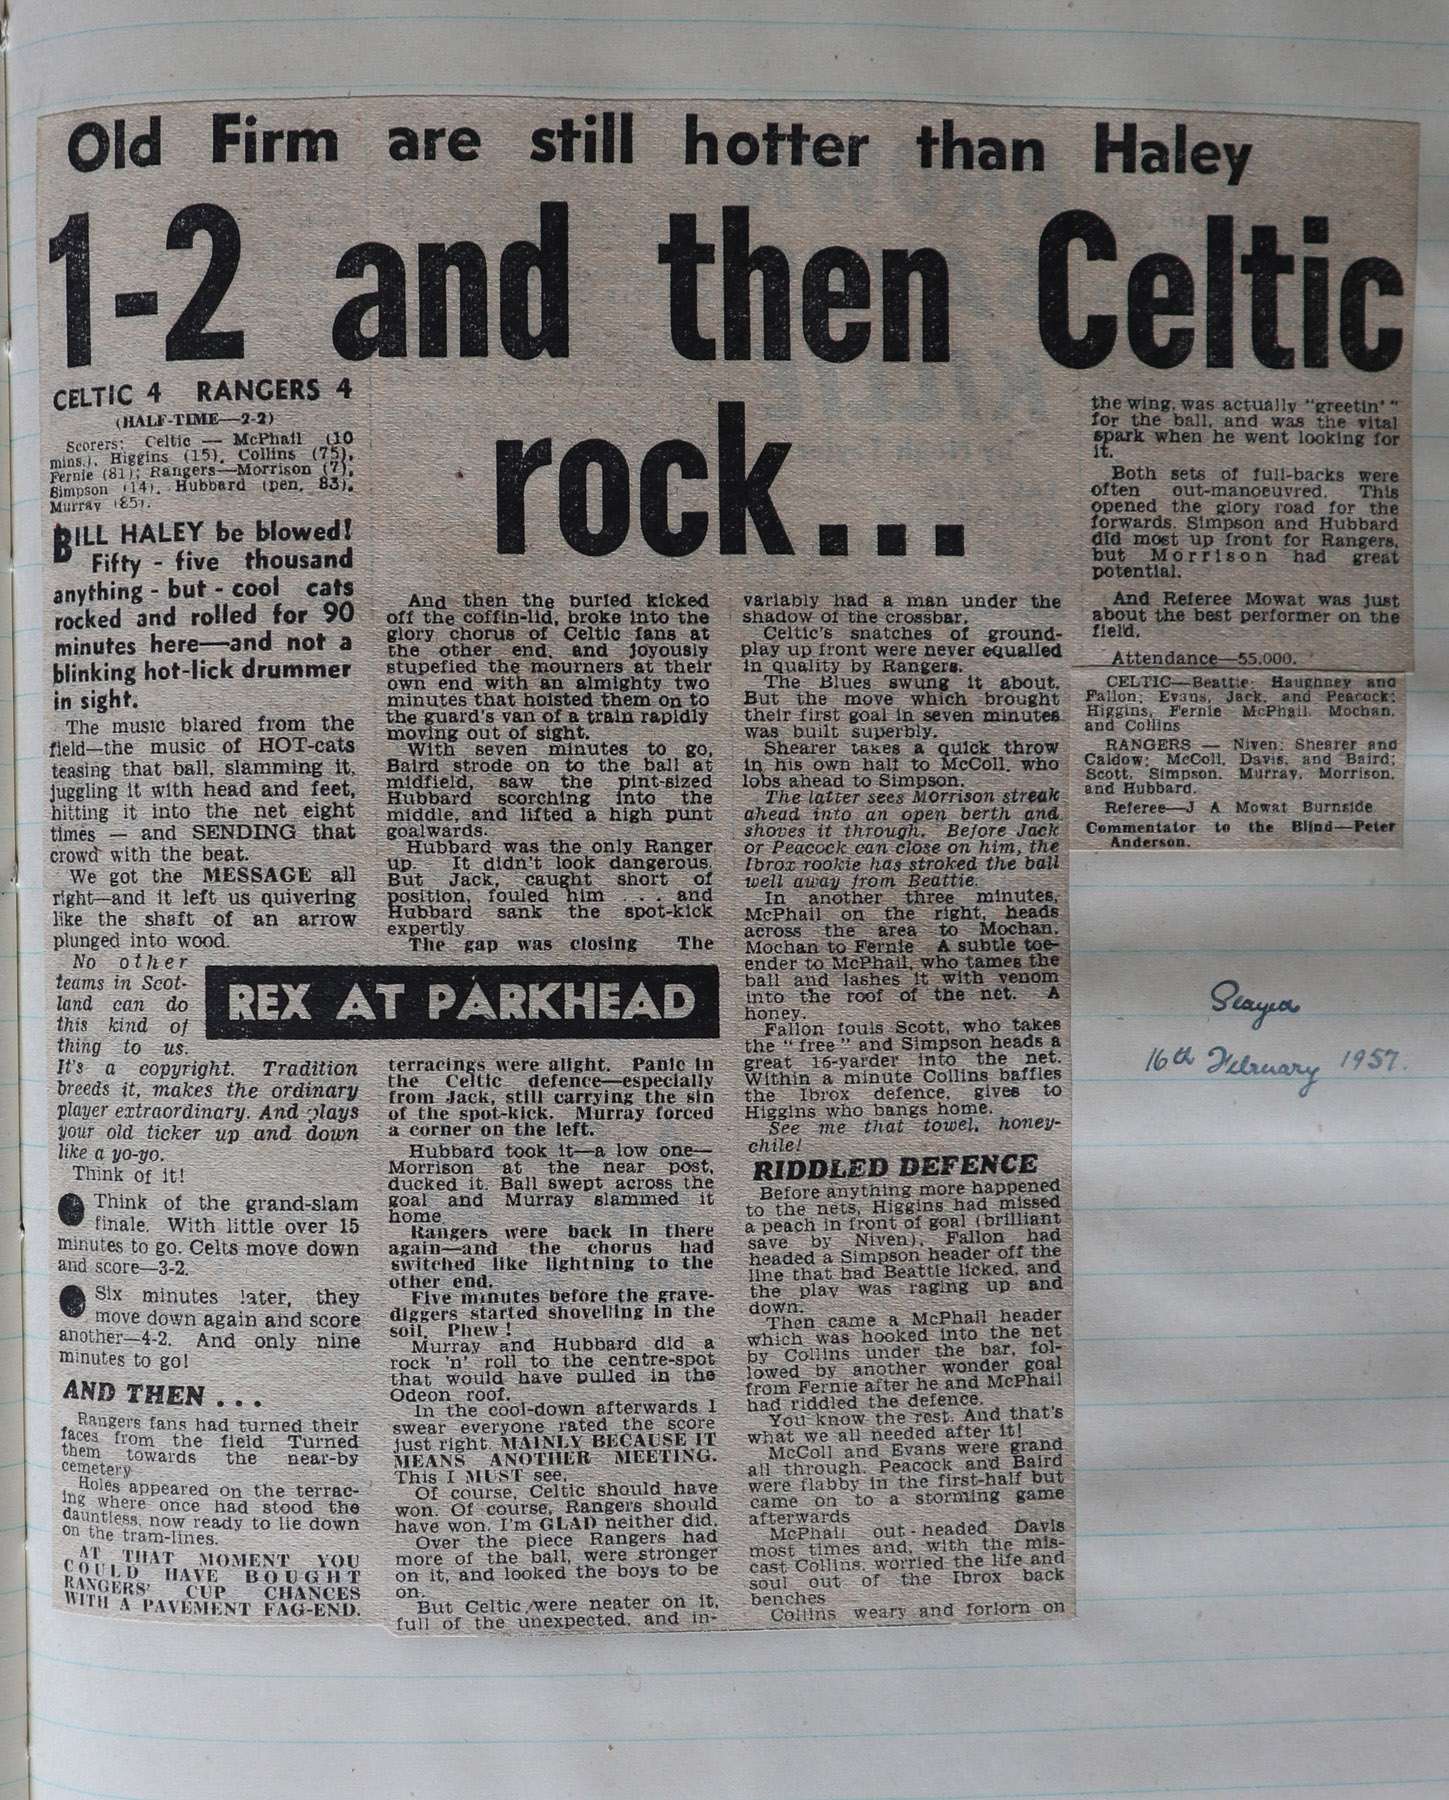 Old Firm are still hotter than Haley
1-2 and then Celtic
rock...
CELTIC 4 RANGERS 4
(HALF-TIME—2-2)
Scorers: Celtic — McPhail (10
mins.), Higgins (15), Collins (75),
Fernie (81); Rangers—Morrison (7),
Simpson (14), Hubbard (pen. 83),
Murray (85).
BILL HALEY be blowed!
Fifty - five thousand
anything - but - cool cats
rocked and rolled for 90
minutes here—and not a
blinking hot-lick drummer
in sight.
The music blared from the
field—the music of HOT-cats
teasing that ball, slamming it,
juggling it with head and feet,
hitting it into the net eight
times — and SENDING that
crowd with the beat.
We got the MESSAGE all
right—and it left us quivering
like the shaft of an arrow
plunged into wood.
No other
teams in Scot-
land can do
this kind of
thing to us.
It's a copyright. Tradition
breeds it, makes the ordinary
player extraordinary. And plays
your old ticker up and down
like a yo-yo.
Think of it!
Think of the grand-slam
finale. With little over 15
minutes to go. Celts move down
and score—3-2.
Six minutes later, they
move down again and score
another—4-2. And only nine
minutes to go!
AND THEN . . .
Rangers fans had turned their
faces from the field Turned
them towards the near-by
cemetery
Holes appeared on the terrac-
ing where once had stood the
dauntless, now ready to lie down
on the tram-lines.
AT THAT MOMENT YOU
COULD HAVE BOUGHT
RANGERS' CUP CHANCES
WITH A PAVEMENT FAG-END.
And then the buried kicked
off the coffin-lid, broke into the
glory chorus of Celtic fans at
the other end, and joyously
stupefied the mourners at their
own end with an almighty two
minutes that hoisted them on to
the guard's van of a train rapidly
moving out of sight.
With seven minutes to go,
Baird strode on to the ball at
midfield, saw the pint-sized
Hubbard scorching into the
middle, and lifted a high punt
goalwards.
Hubbard was the only Ranger
up. It didn't look dangerous.
But Jack, caught short of
position, fouled him . . . and
Hubbard sank the spot-kick
expertly
The gap was closing The
REX AT PARKHEAD
terracings were alight. Panic in
the Celtic defence—especially
from Jack, still carrying the sin
of the spot-kick. Murray forced
a corner on the left.
Hubbard took it—a low one—
Morrison at the near post,
ducked it. Ball swept across the
goal and Murray slammed it
home.
Rangers were back in there
again—and the chorus had
switched like lightning to the
other end.
Five minutes before the grave-
diggers started shovelling in the
soil. Phew !
Murray and Hubbard did a
rock 'n' roll to the centre-spot
that would have pulled in the
Odeon roof.
In the cool-down afterwards I
swear everyone rated the score
just right. MAINLY BECAUSE IT
MEANS ANOTHER MEETING.
This I MUST see.
Of course, Celtic should have
won. Of course, Rangers should
have won. I'm GLAD neither did.
Over the piece Rangers had
more of the ball, were stronger
on it, and looked the boys to be
on.
But Celtic were neater on it,
full of the unexpected, and in-
variably had a man under the
shadow of the crossbar.
Celtic's snatches of ground-
play up front were never equalled
in quality by Rangers.
The Blues swung it about.
But the move which brought
their first goal in seven minutes
was built superbly.
Shearer takes a quick throw
in his own half to McColl, who
lobs ahead to Simpson.
The latter sees Morrison streak
ahead into an open berth and
shoves it through. Before Jack
or Peacock can close on him, the
Ibrox rookie has stroked the ball
well away from Beattie.
In another three minutes,
McPhail on the right, heads
across the area to Mochan.
Mochan to Fernie A subtle toe-
ender to McPhail, who tames the
ball and lashes it with venom
into the roof of the net. A
honey.
Fallon fouls Scott, who takes
the "free" and Simpson heads a
great 15-yarder into the net.
Within a minute Collins baffles
the Ibrox defence, gives to
Higgins who bangs home.
See me that towel, honey-
chile!
RIDDLED DEFENCE
Before anything more happened
to the nets, Higgins had missed
a peach in front of goal (brilliant
save by Niven), Fallon had
headed a Simpson header off the
line that had Beattie licked, and
the play was raging up and
down.
Then came a McPhail header
which was hooked into the net
by Collins under the bar, fol-
lowed by another wonder goal
from Fernie after he and McPhail
had riddled the defence.
You know the rest. And that's
what we all needed after it!
McColl and Evans were grand
all through. Peacock and Baird
were flabby in the first-half but
came on to a storming game
afterwards
McPhail out-headed Davis
most times and, with the mis-
cast Collins, worried the life and
soul out of the Ibrox back
benches
Collins weary and forlorn on
the wing, was actually "greetin'"
for the ball, and was the vital
spark when he went looking for
it.
Both sets of full-backs were
often out-manoeuvred. This
opened the glory road for the
forwards. Simpson and Hubbard
did most up front for Rangers,
but Morrison had great
potential.
And Referee Mowat was just
about the best performer on the
field.
Attendance—55,000.
CELTIC—Beattie; Haughney and
Fallon; Evans, Jack, and Peacock;
Higgins, Fernie McPhail, Mochan,
and Collins
RANGERS — Niven; Shearer and
Caldow; McColl, Davis, and Baird;
Scott, Simpson, Murray, Morrison,
and Hubbard.
Referee—J A Mowat Burnside
Commentator to the Blind—Peter
Anderson.
Played
16th February 1957.